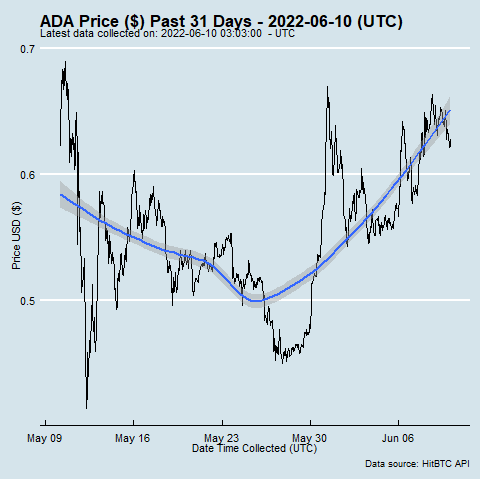 ADA Price ($) Past 31 Days - 2022-06-10 (UTC)
Latest data collected on: 2022-06-10 03:03:00 - UTC
0.7
0.6
0.5
Price USD ($)
May 09 May 16 May 23 May 30 Jun 06
Date Time Collected (UTC)
Data source: HitBTC API